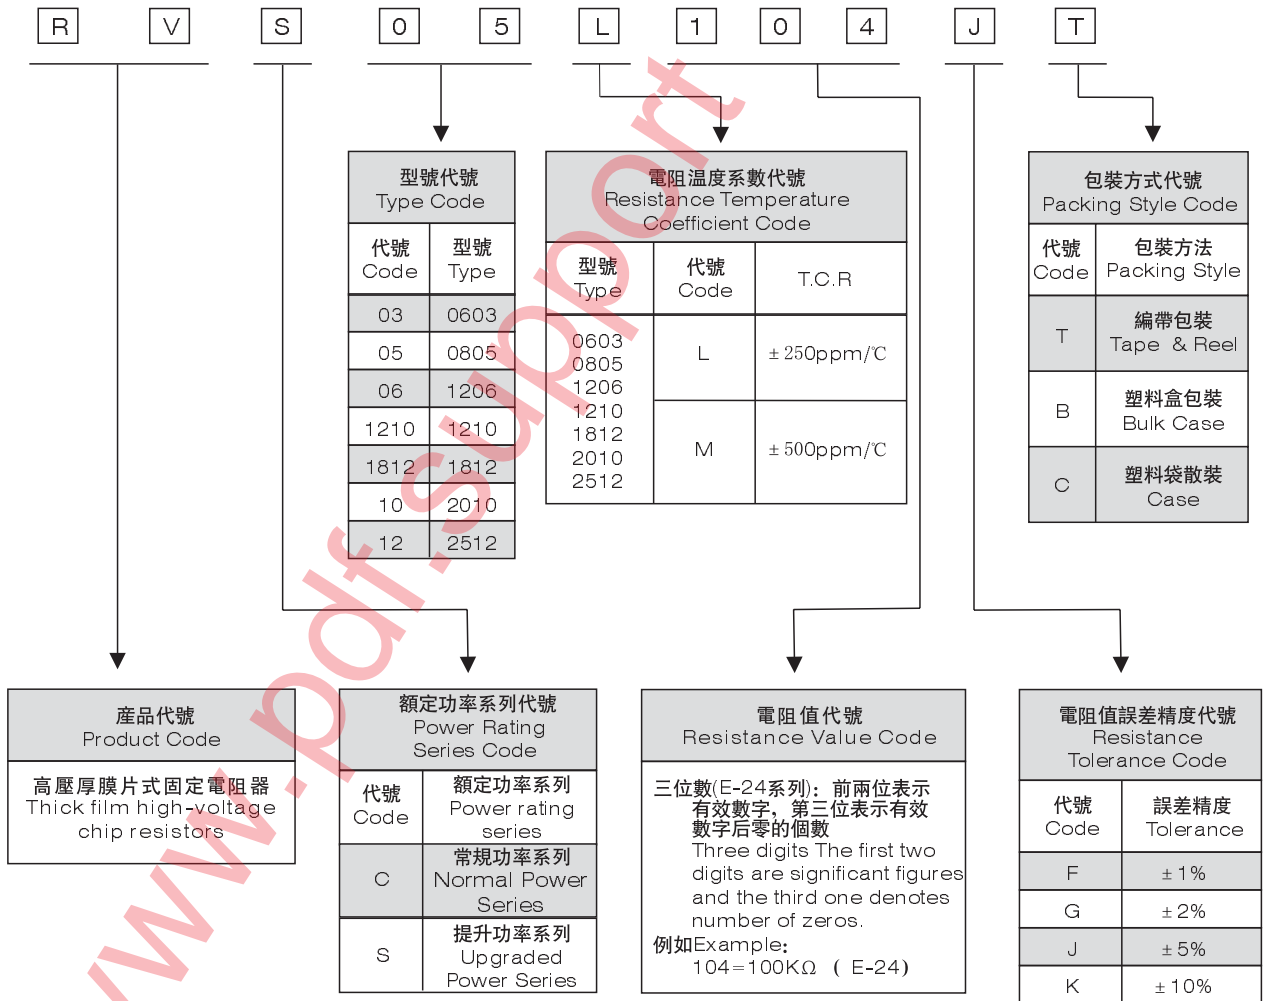 R V S 0 5 L 1 0 4 J T
型號代號
Type Code
代號 型號
Code Type
03 0603
05 0805
06 1206
1210 1210
1812 1812
10 2010
12 2512
電阻温度系數代號
Resistance Temperature
Coefficient Code
型號 代號 T.C.R
Type Code
0603
0805
1206
1210
1812
2010
2512
L ±250ppm/℃
M ±500ppm/℃
包裝方式代號
Packing Style Code
代號 包裝方法
Code Packing Style
T 編帶包裝
Tape & Reel
B 塑料盒包裝
Bulk Case
C 塑料袋散裝
Case
産品代號
Product Code
高壓厚膜片式固定電阻器
Thick film high-voltage
chip resistors
額定功率系列代號
Power Rating
Series Code
代號 額定功率系列
Code Power rating
series
C 常規功率系列
Normal Power
Series
S 提升功率系列
Upgraded
Power Series
電阻值代號
Resistance Value Code
三位數(E-24系列)：前兩位表示
有效數字，第三位表示有效
數字后零的個數
Three digits The first two
digits are significant figures
and the third one denotes
number of zeros.
例如Example：
104=100KΩ ( E-24)
電阻值誤差精度代號
Resistance
Tolerance Code
代號 誤差精度
Code Tolerance
F ±1%
G ±2%
J ±5%
K ±10%
www.pdf.support